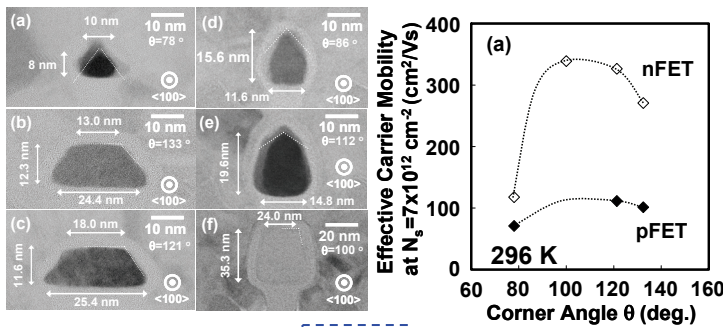 (a)
10 nm
10 nm
θ=78 °
8 nm
<100>
(b)
13.0 nm
10 nm
θ=133 °
12.3 nm
24.4 nm
<100>
(c)
18.0 nm
10 nm
θ=121 °
11.6 nm
25.4 nm
<100>
(d)
10 nm
θ=86 °
15.6 nm
11.6 nm
<100>
(e)
10 nm
θ=112 °
19.6nm
14.8 nm
<100>
(f)
24.0 nm
20 nm
θ=100 °
35.3 nm
<100>
Effective Carrier Mobility
at Ns=7x10¹² cm⁻² (cm²/Vs)
400
300
200
100
0
(a)
nFET
pFET
296 K
60 80 100 120 140 160
Corner Angle θ (deg.)